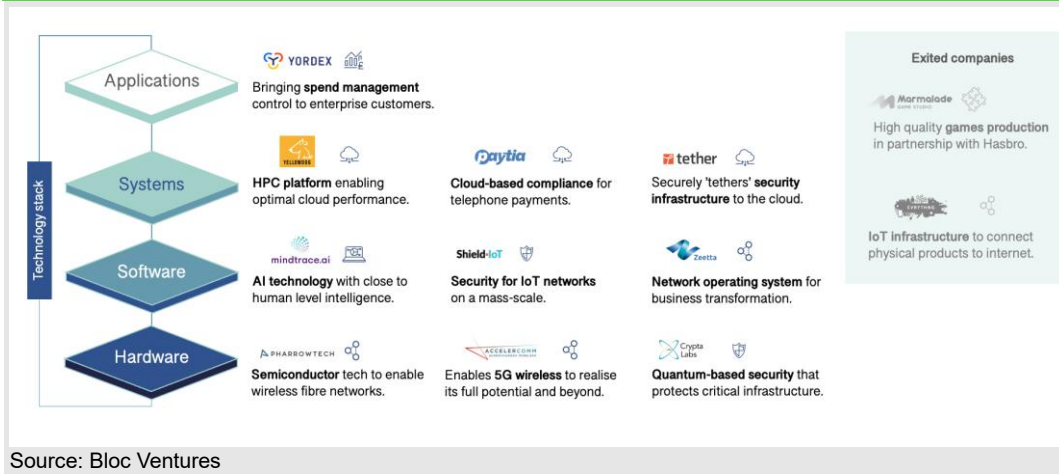 Technology stack
Applications
YORDEX
Bringing spend management
control to enterprise customers.
Systems
YELLOWDOG
HPC platform enabling
optimal cloud performance.
Paytia
Cloud-based compliance for
telephone payments.
tether
Securely 'tethers' security
infrastructure to the cloud.
Software
mindtrace.ai
AI technology with close to
human level intelligence.
Shield-IoT
Security for IoT networks
on a mass-scale.
Zeetta
Network operating system for
business transformation.
Hardware
PHARROWTECH
Semiconductor tech to enable
wireless fibre networks.
ACCELERCOMM
Enables 5G wireless to realise
its full potential and beyond.
Crypta
Labs
Quantum-based security that
protects critical infrastructure.
Exited companies
Marmalade
GAME STUDIO
High quality games production
in partnership with Hasbro.
EVRYTHNG
IoT infrastructure to connect
physical products to internet.
Source: Bloc Ventures